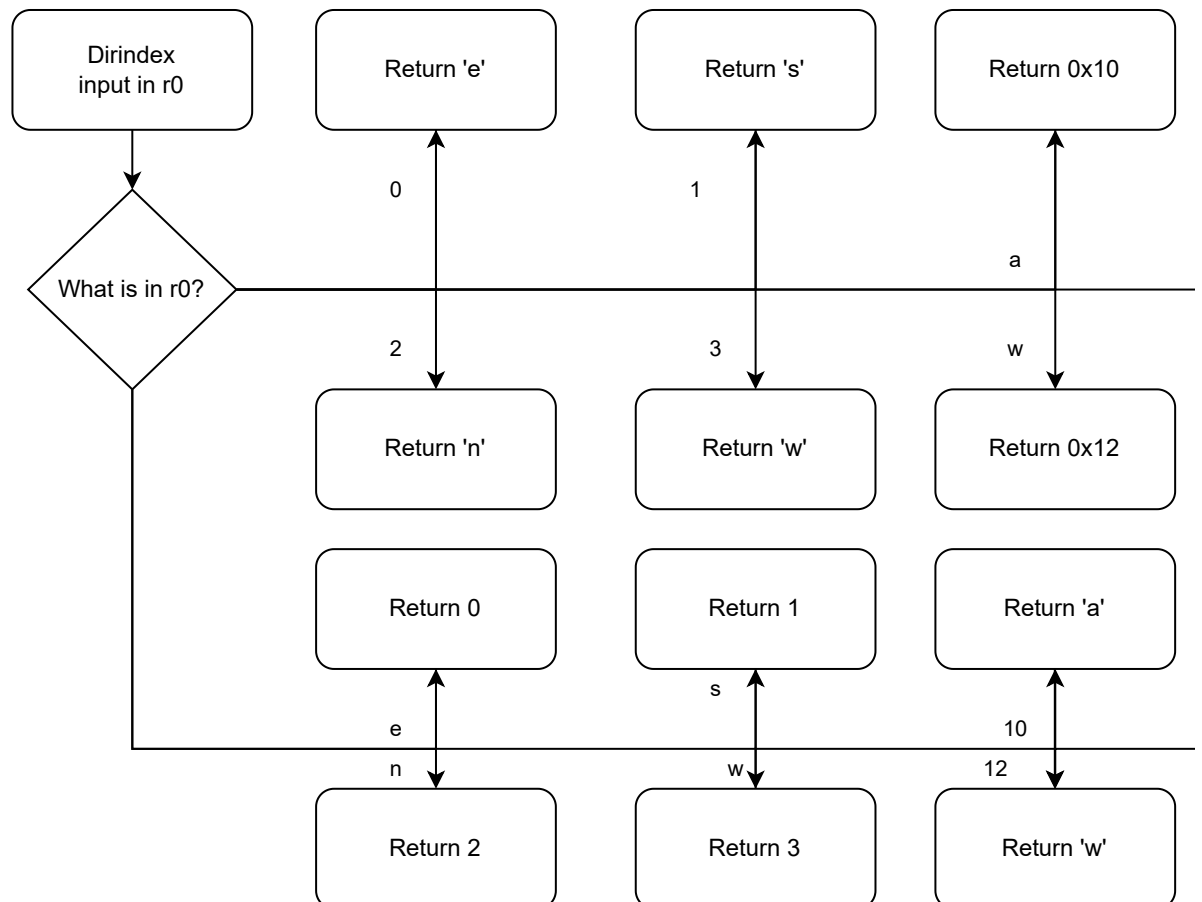 Dirindex
input in r0
Return 'e'
Return 's'
Return 0x10
0
1
a
What is in r0?
2
3
w
Return 'n'
Return 'w'
Return 0x12
Return 0
Return 1
Return 'a'
s
e
10
n
w
12
Return 2
Return 3
Return 'w'